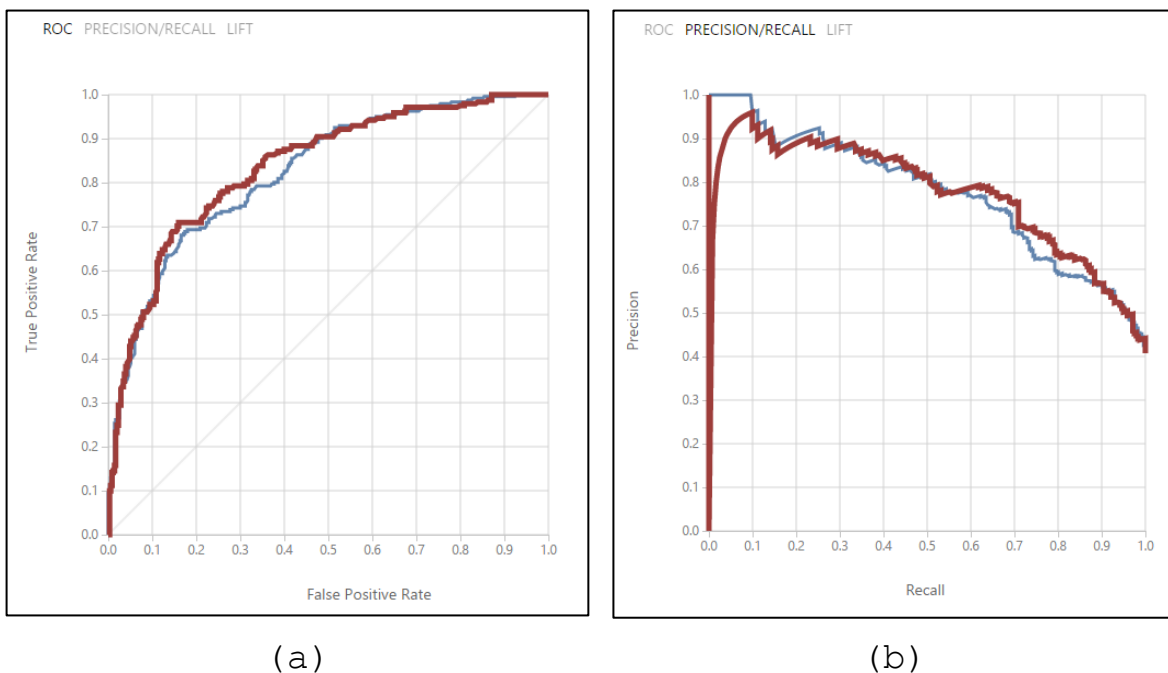 ROC PRECISION/RECALL LIFT
1.0
0.9
0.8
0.7
0.6
0.5
0.4
0.3
0.2
0.1
0.0
True Positive Rate
0.0 0.1 0.2 0.3 0.4 0.5 0.6 0.7 0.8 0.9 1.0
False Positive Rate
(a)
ROC PRECISION/RECALL LIFT
1.0
0.9
0.8
0.7
0.6
0.5
0.4
0.3
0.2
0.1
0.0
Precision
0.0 0.1 0.2 0.3 0.4 0.5 0.6 0.7 0.8 0.9 1.0
Recall
(b)